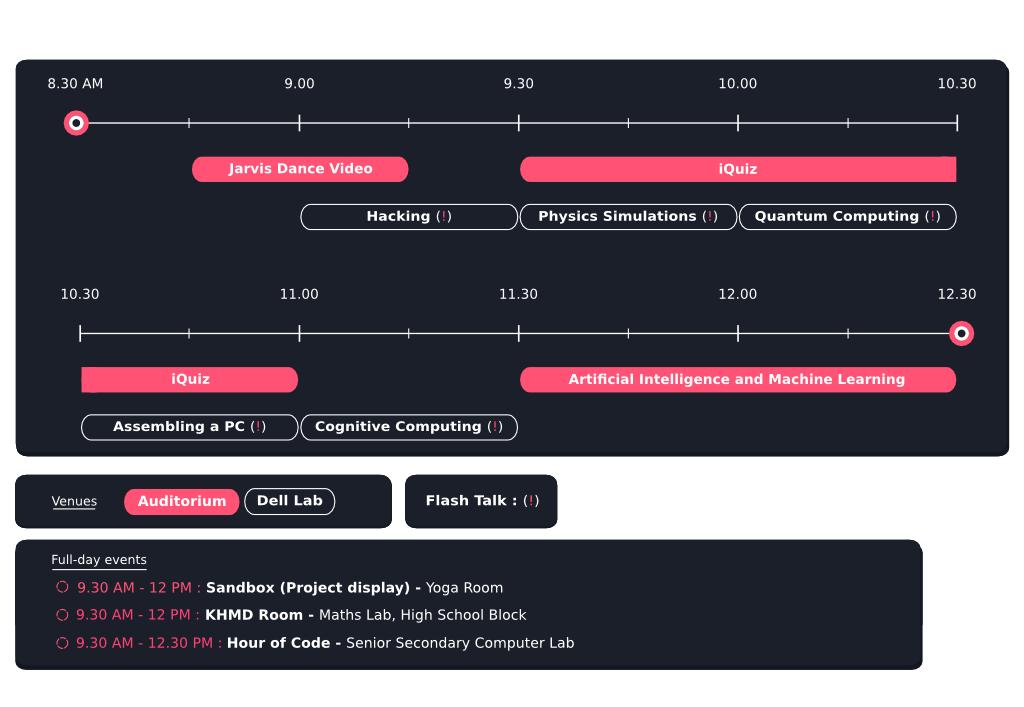 8.30 AM 9.00 9.30 10.00 10.30
Jarvis Dance Video iQuiz
Hacking (!) Physics Simulations (!) Quantum Computing (!)
10.30 11.00 11.30 12.00 12.30
iQuiz Artificial Intelligence and Machine Learning
Assembling a PC (!) Cognitive Computing (!)
Venues Auditorium Dell Lab Flash Talk : (!)
Full-day events
9.30 AM - 12 PM : Sandbox (Project display) - Yoga Room
9.30 AM - 12 PM : KHMD Room - Maths Lab, High School Block
9.30 AM - 12.30 PM : Hour of Code - Senior Secondary Computer Lab